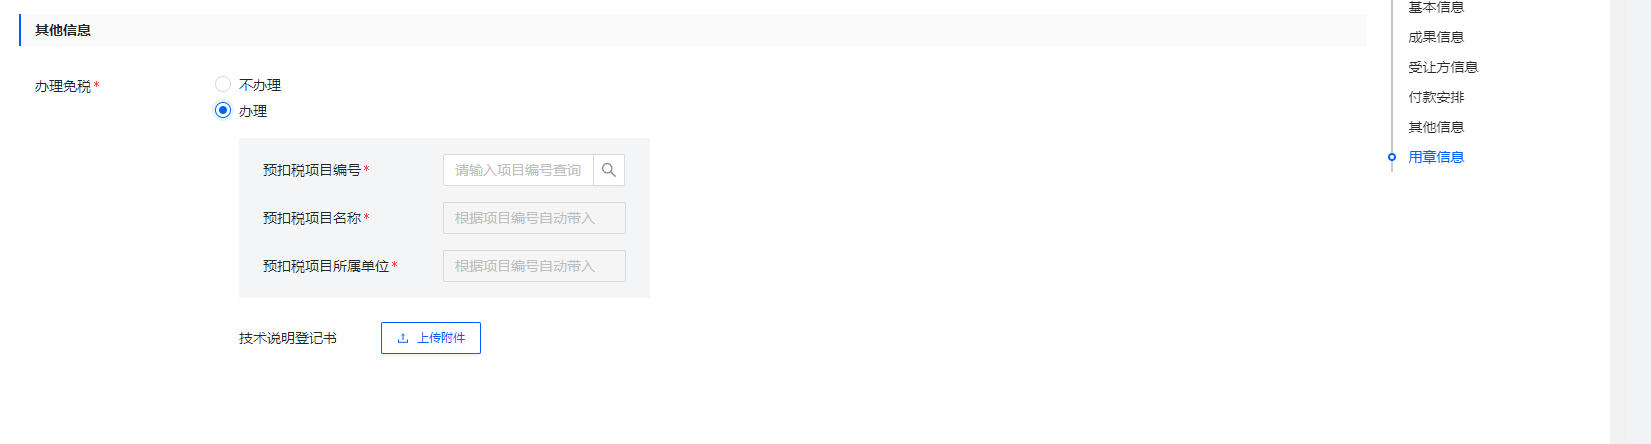 其他信息
办理免税*
不办理
办理
预扣税项目编号*
请输入项目编号查询
预扣税项目名称*
根据项目编号自动带入
预扣税项目所属单位*
根据项目编号自动带入
技术说明登记书
上传附件
基本信息
成果信息
受让方信息
付款安排
其他信息
用章信息